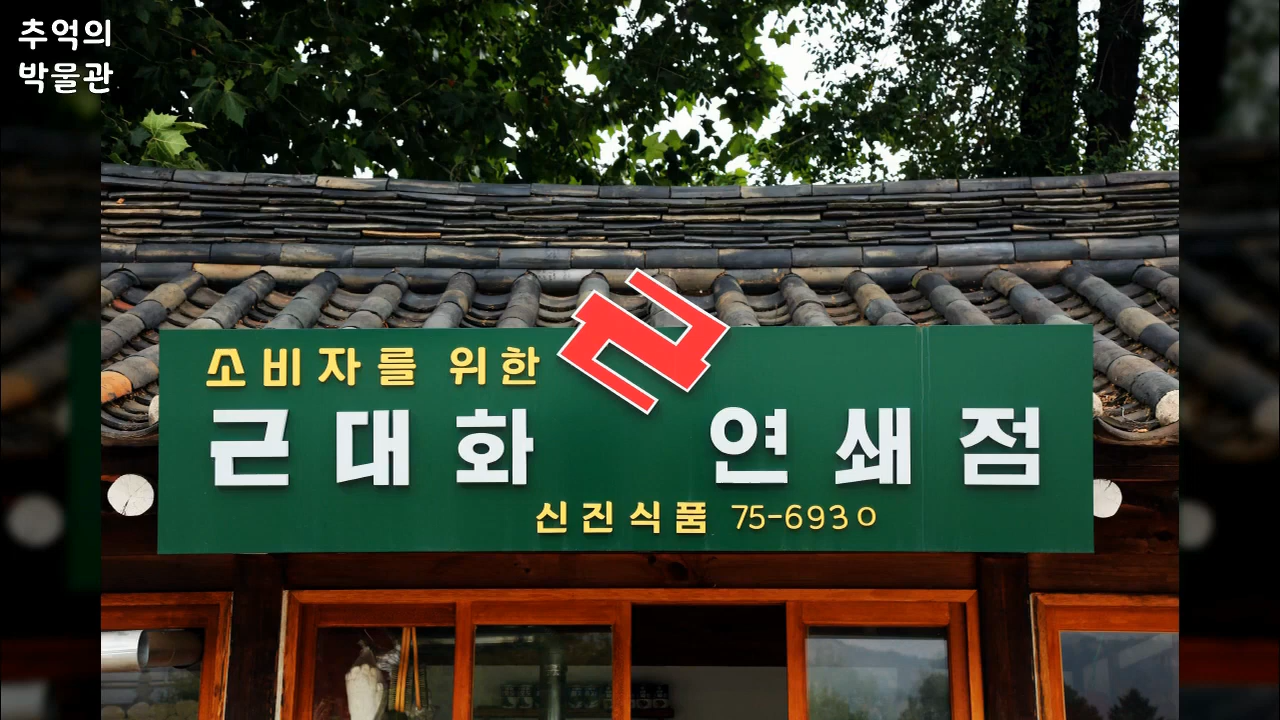 추억의
박물관
소비자를 위한
근대화 연쇄점
신진식품 75-6930